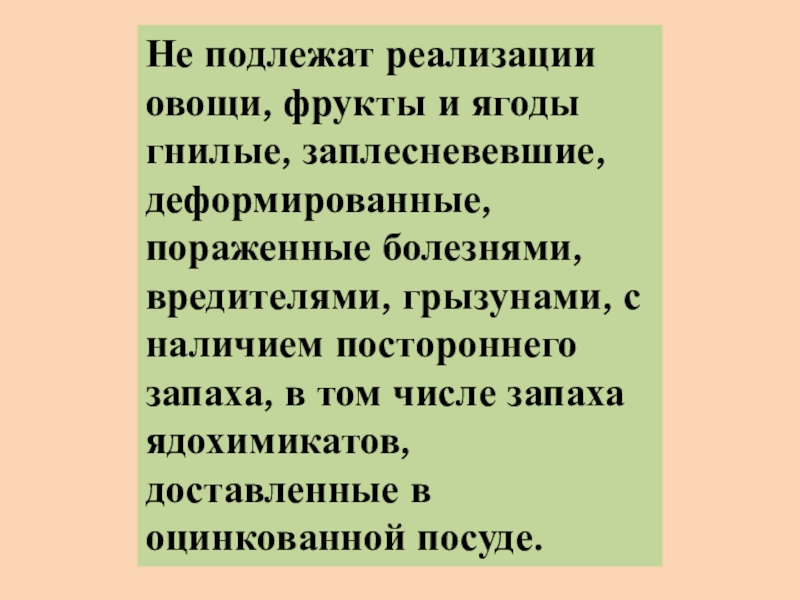 Не подлежат реализации
овощи, фрукты и ягоды
гнилые, заплесневевшие,
деформированные,
пораженные болезнями,
вредителями, грызунами, с
наличием постороннего
запаха, в том числе запаха
ядохимикатов,
доставленные в
оцинкованной посуде.